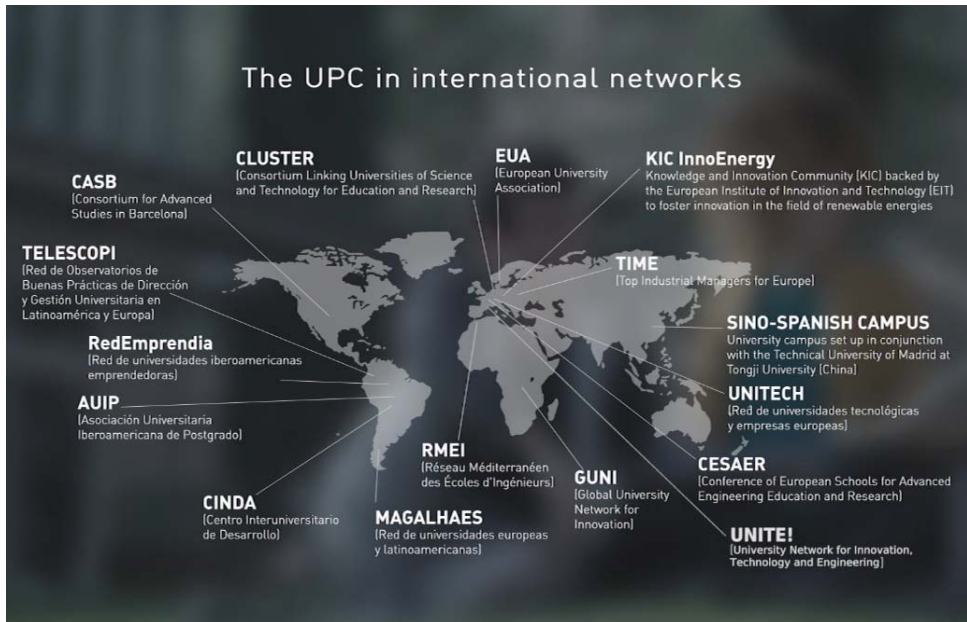 The UPC in international networks
CASB
(Consortium for Advanced
Studies in Barcelona)
CLUSTER
(Consortium Linking Universities of Science
and Technology for Education and Research)
EUA
(European University
Association)
KIC InnoEnergy
Knowledge and Innovation Community (KIC) backed by
the European Institute of Innovation and Technology (EIT)
to foster innovation in the field of renewable energies
TELESCOPI
(Red de Observatorios de
Buenas Prácticas de Dirección
y Gestión Universitaria en
Latinoamérica y Europa)
TIME
(Top Industrial Managers for Europe)
RedEmprendia
(Red de universidades iberoamericanas
emprendedoras)
SINO-SPANISH CAMPUS
University campus set up in conjunction
with the Technical University of Madrid at
Tongji University (China)
AUIP
(Asociación Universitaria
Iberoamericana de Postgrado)
UNITECH
(Red de universidades tecnológicas
y empresas europeas)
CINDA
(Centro Interuniversitario
de Desarrollo)
MAGALHAES
(Red de universidades europeas
y latinoamericanas)
RMEI
(Réseau Méditerranéen
des Écoles d'Ingénieurs)
GUNI
(Global University
Network for
Innovation)
CESAER
(Conference of European Schools for Advanced
Engineering Education and Research)
UNITE!
(University Network for Innovation,
Technology and Engineering)